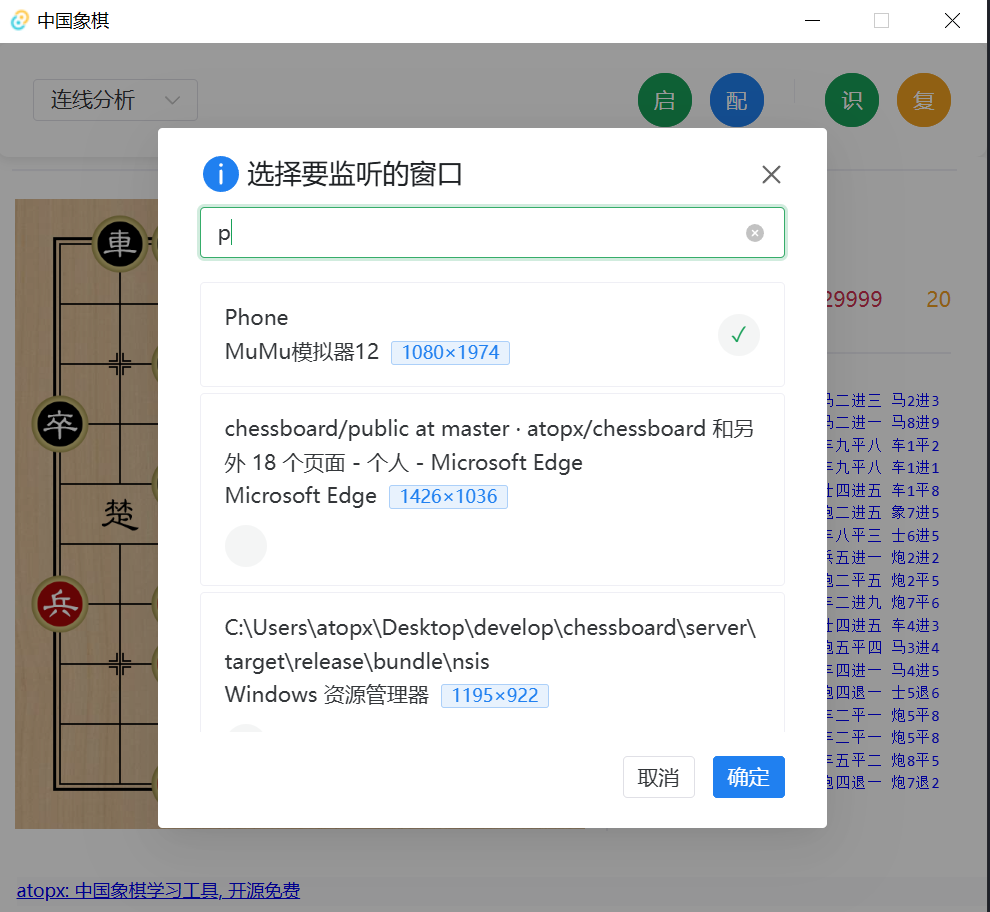 中国象棋
连线分析
启
配
识
复
選择要监听的窗口
p
Phone
MuMu模拟器12 1080×1974
chessboard/public at master · atopx/chessboard 和另
外 18 个页面 - 个人 - Microsoft Edge
Microsoft Edge 1426×1036
C:\Users\atopx\Desktop\develop\chessboard\server\
target\release\bundle\nsis
Windows 资源管理器 1195×922
取消 确定
車
卒
楚
兵
29999 20
马二进三 马2进3
马二进一 马8进9
车九平八 车1平2
车九平八 车1进1
仕四进五 车1平8
炮二进五 象7进5
车八平三 士6进5
兵五进一 炮2进2
炮二平五 炮2平5
车二进九 炮7平6
仕四进五 车4进3
炮五平四 马3进4
车四进一 马4进5
炮四退一 士5退6
车二平一 炮5平8
车二平一 炮5平8
车五平二 炮8平5
炮四退一 炮7退2
atopx: 中国象棋学习工具, 开源免费